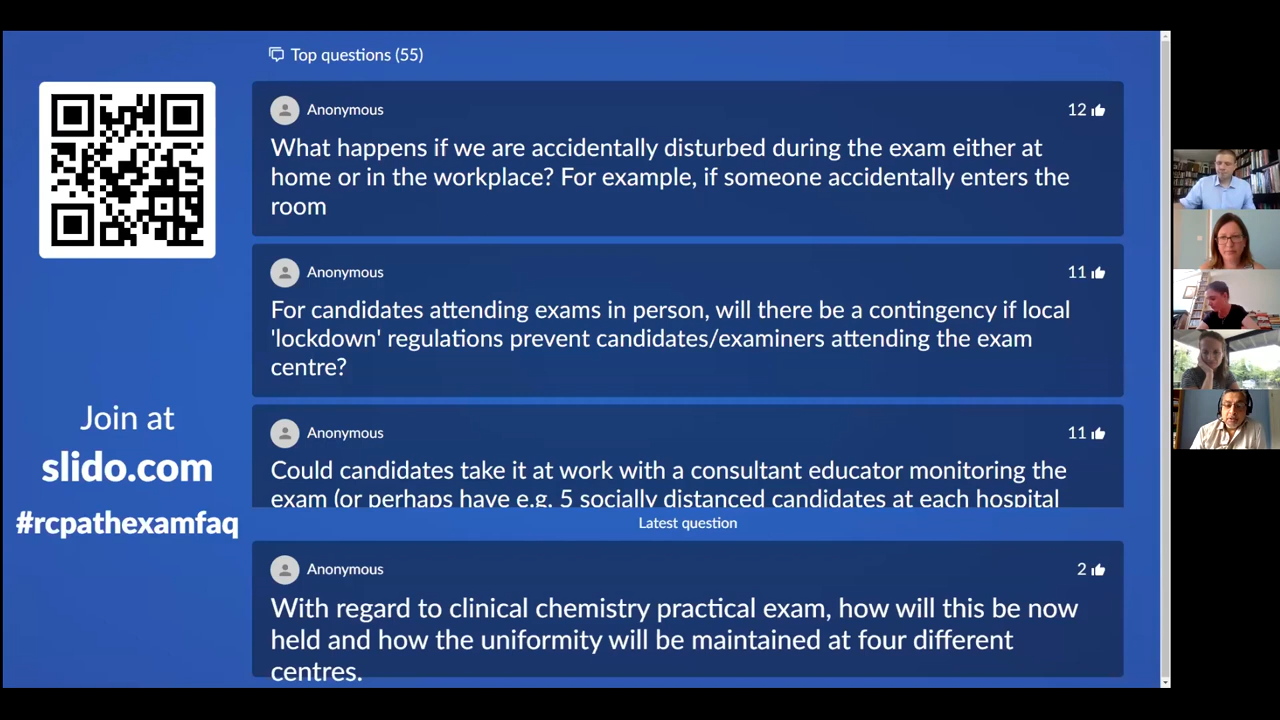 Top questions (55)
Anonymous
12
What happens if we are accidentally disturbed during the exam either at
home or in the workplace? For example, if someone accidentally enters the
room
Anonymous
11
For candidates attending exams in person, will there be a contingency if local
'lockdown' regulations prevent candidates/examiners attending the exam
centre?
Anonymous
11
Could candidates take it at work with a consultant educator monitoring the
exam (or perhaps have e.g. 5 socially distanced candidates at each hospital
Latest question
Anonymous
2
With regard to clinical chemistry practical exam, how will this be now
held and how the uniformity will be maintained at four different
centres.
Join at
slido.com
#rcpathexamfaq